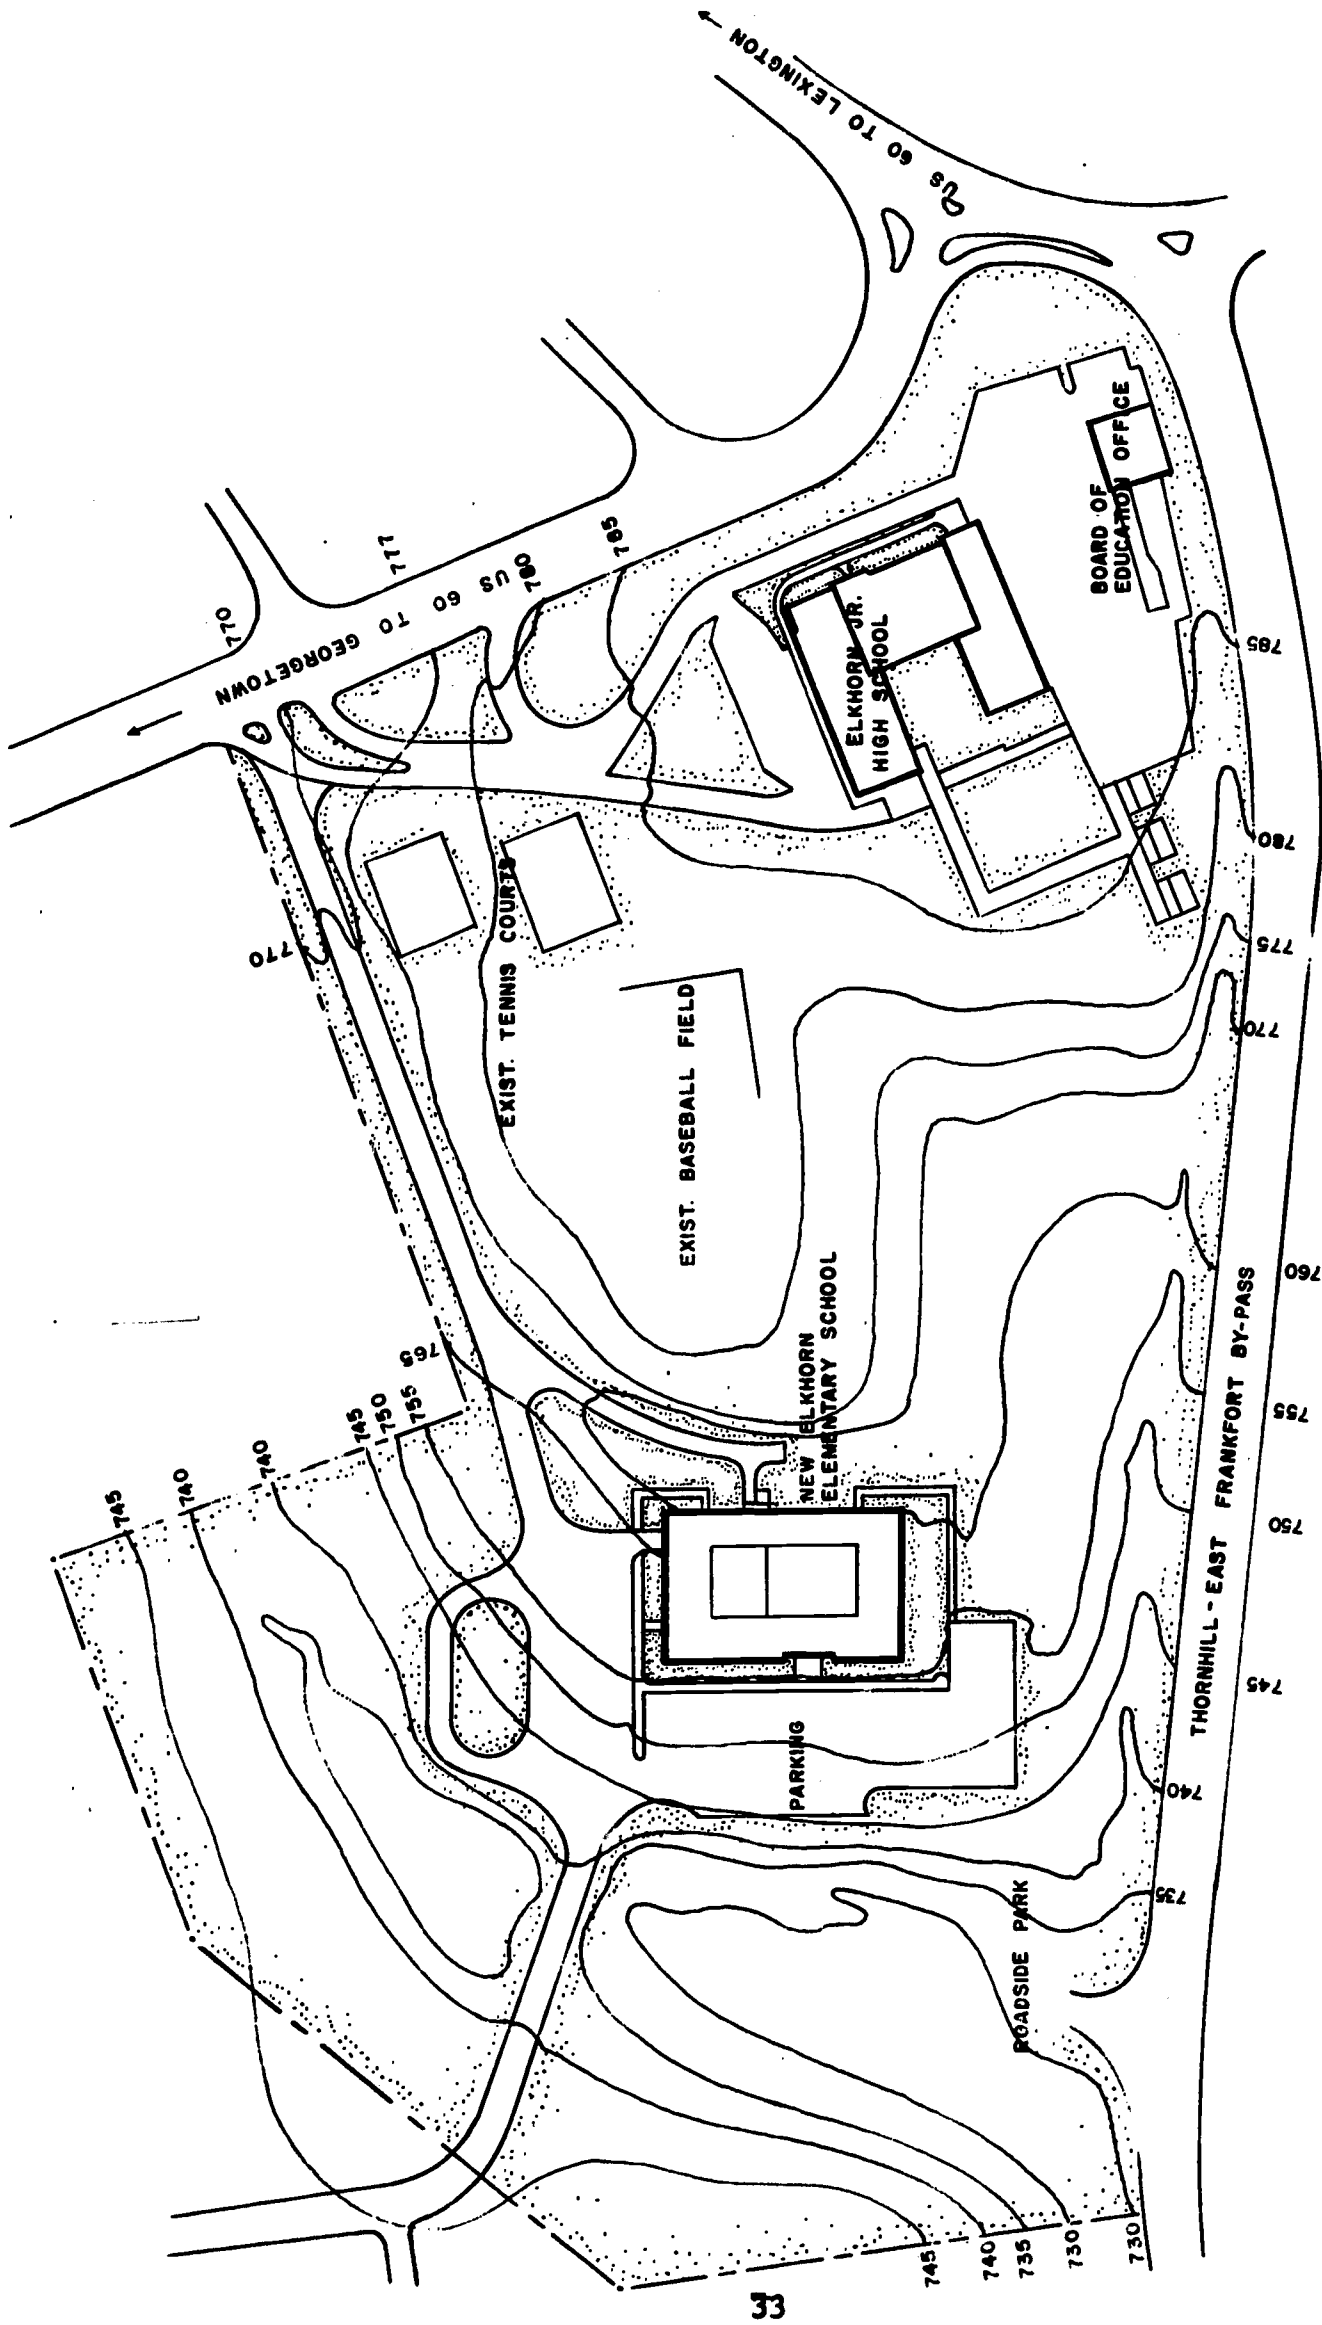 US 60 TO LEXINGTON
US 60 TO GEORGETOWN
770
777
780
785
BOARD OF
EDUCATION OFFICE
ELKHORN JR.
HIGH SCHOOL
785
780
775
770
770
EXIST. TENNIS COURTS
EXIST. BASEBALL FIELD
NEW ELKHORN
ELEMENTARY SCHOOL
765
755
750
745
740
740
745
760
755
750
745
740
735
THORNHILL - EAST FRANKFORT BY-PASS
PARKING
ROADSIDE PARK
745
740
735
730
730
33